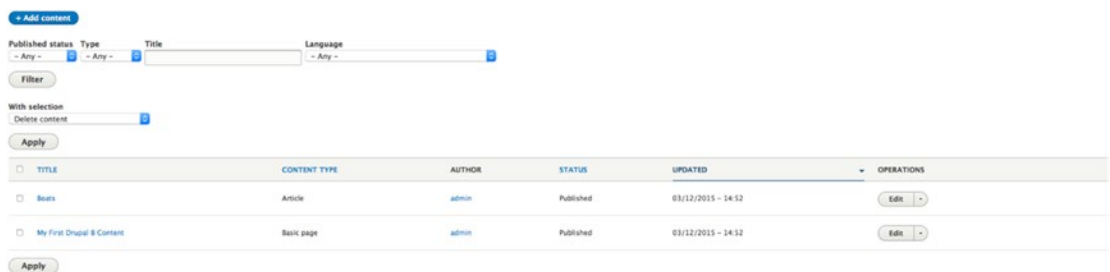 + Add content
Published status Type Title Language
- Any - - Any - - Any -
Filter
With selection
Delete content
Apply
TITLE CONTENT TYPE AUTHOR STATUS UPDATED OPERATIONS
Boats Article admin Published 03/12/2015 - 14:52 Edit
My First Drupal 8 Content Basic page admin Published 03/12/2015 - 14:52 Edit
Apply